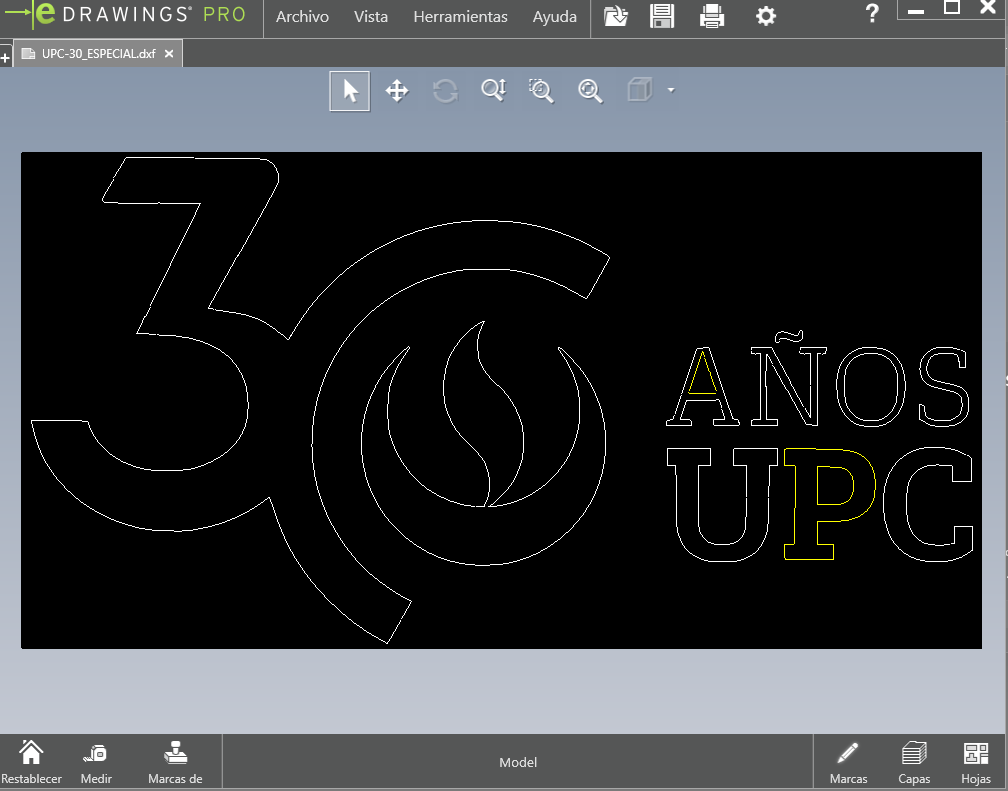 eDRAWINGS® PRO Archivo Vista Herramientas Ayuda ?
UPC-30_ESPECIAL.dxf
30
AÑOS
UPC
Restablecer Medir Marcas de Model Marcas Capas Hojas